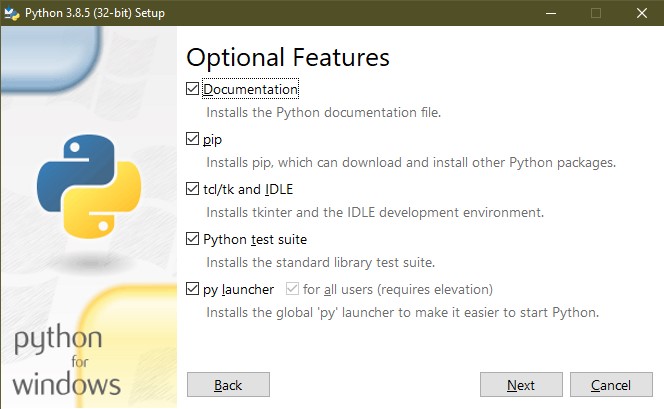 Python 3.8.5 (32-bit) Setup
Optional Features
Documentation
Installs the Python documentation file.
pip
Installs pip, which can download and install other Python packages.
tcl/tk and IDLE
Installs tkinter and the IDLE development environment.
Python test suite
Installs the standard library test suite.
py launcher for all users (requires elevation)
Installs the global 'py' launcher to make it easier to start Python.
python
for
windows
Back Next Cancel